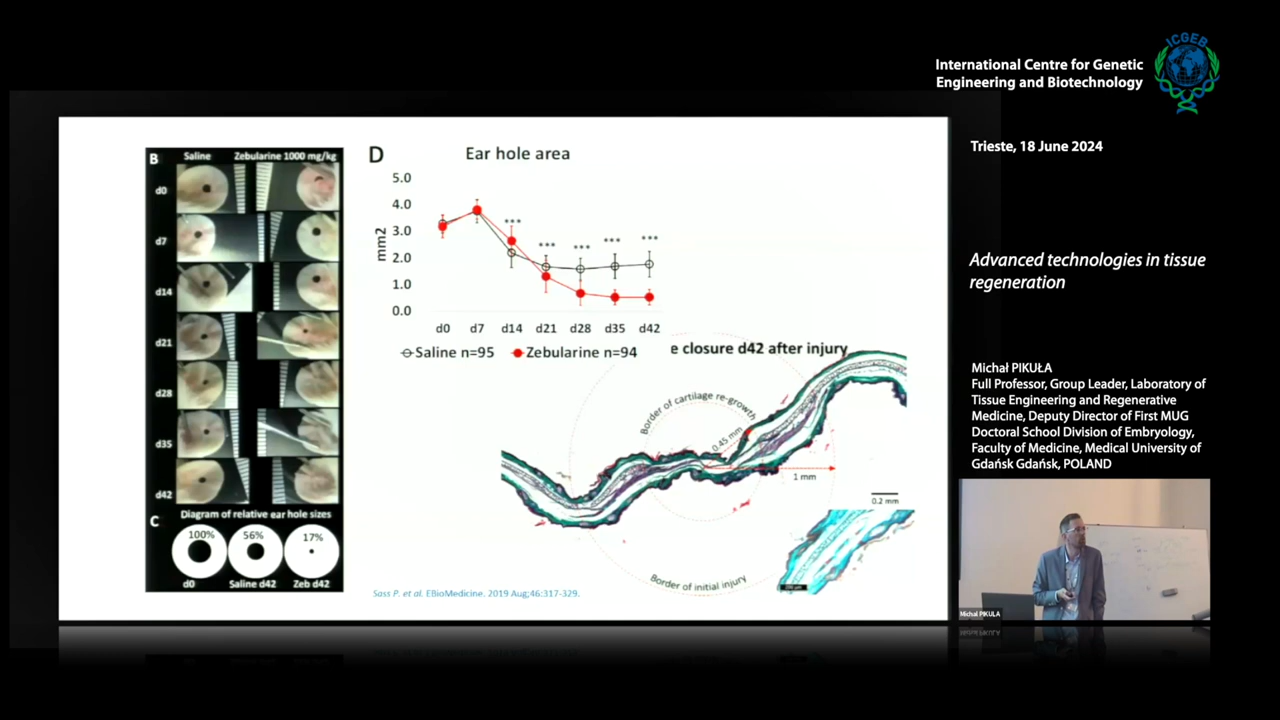 International Centre for Genetic
Engineering and Biotechnology
ICGEB
Trieste, 18 June 2024
Advanced technologies in tissue
regeneration
Michał PIKUŁA
Full Professor, Group Leader, Laboratory of
Tissue Engineering and Regenerative
Medicine, Deputy Director of First MUG
Doctoral School Division of Embryology,
Faculty of Medicine, Medical University of
Gdańsk Gdańsk, POLAND
Michał PIKULA
B
Saline
Zebularine 1000 mg/kg
d0
d7
d14
d21
d28
d35
d42
Diagram of relative ear hole sizes
C
100%
56%
17%
d0
Saline d42
Zeb d42
D
Ear hole area
mm2
5.0
4.0
3.0
2.0
1.0
0.0
***
***
***
***
***
d0 d7 d14 d21 d28 d35 d42
Saline n=95
Zebularine n=94
e closure d42 after injury
Border of cartilage re-growth
0.45 mm
1 mm
0.2 mm
Border of initial injury
Sass P. et al. EBioMedicine. 2019 Aug;46:317-329.